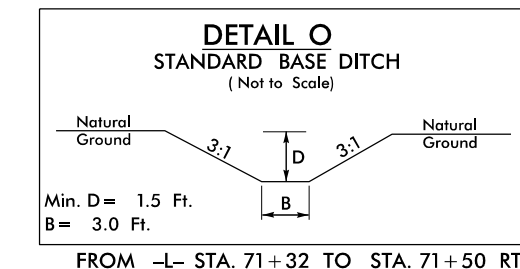 DETAIL O
STANDARD BASE DITCH
( Not to Scale)
Natural
Ground
3:1
D
3:1
Natural
Ground
B
Min. D = 1.5 Ft.
B = 3.0 Ft.
FROM -L- STA. 71+32 TO STA. 71+50 RT